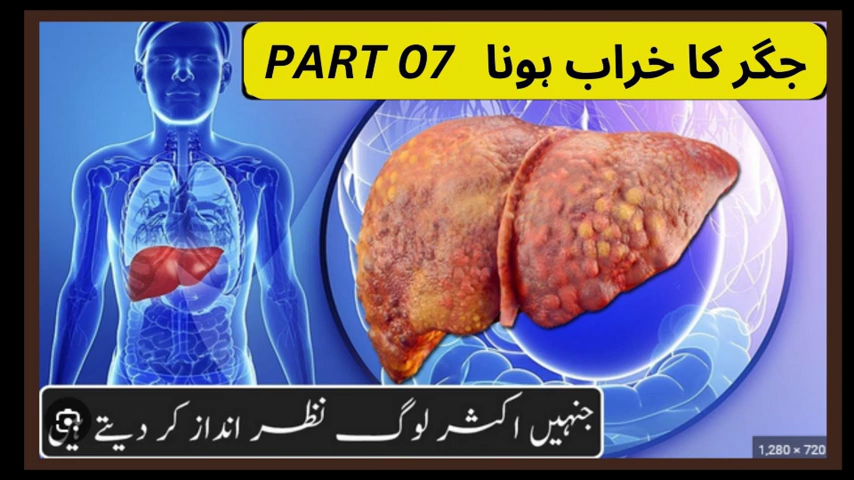 جگر کا خراب ہونا PART 07
جنہیں اکثر لوگ نظر انداز کر دیتے ہیں
1,280 × 720